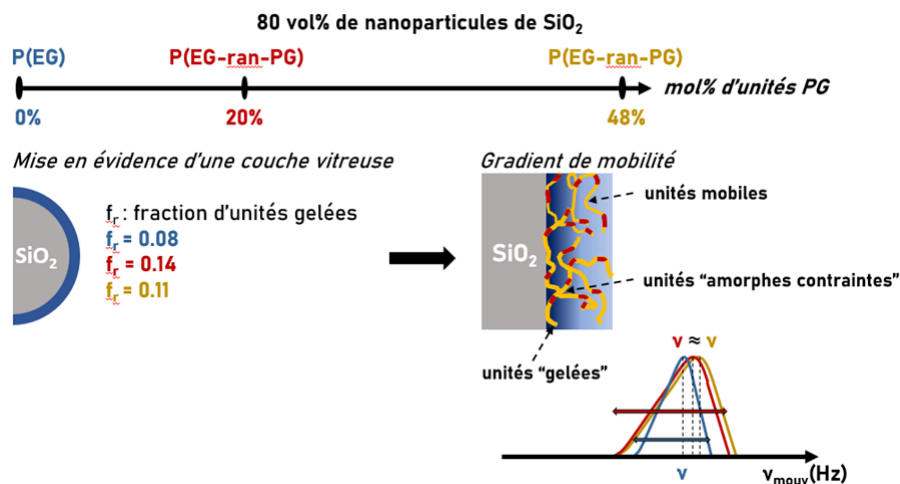 80 vol% de nanoparticules de SiO₂
P(EG) P(EG-ran-PG) P(EG-ran-PG)
mol% d'unités PG
0% 20% 48%
Mise en évidence d'une couche vitreuse
SiO₂
fᵣ : fraction d'unités gelées
fᵣ = 0.08
fᵣ = 0.14
fᵣ = 0.11
Gradient de mobilité
SiO₂
unités mobiles
unités "amorphes contraintes"
unités "gelées"
ν ≈ ν
ν
ν_mouv(Hz)